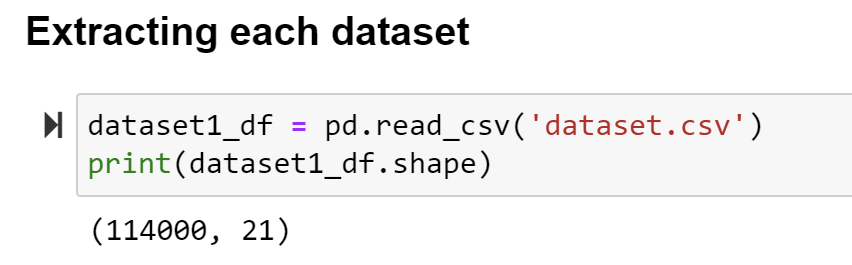 Extracting each dataset
dataset1_df = pd.read_csv('dataset.csv')
print(dataset1_df.shape)
(114000, 21)